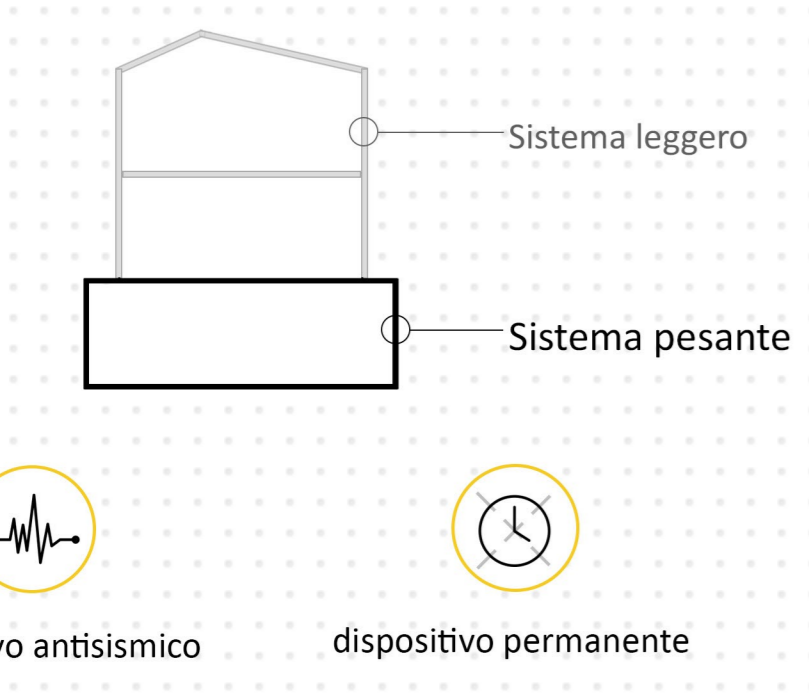 Sistema leggero
Sistema pesante
antisismico
dispositivo permanente